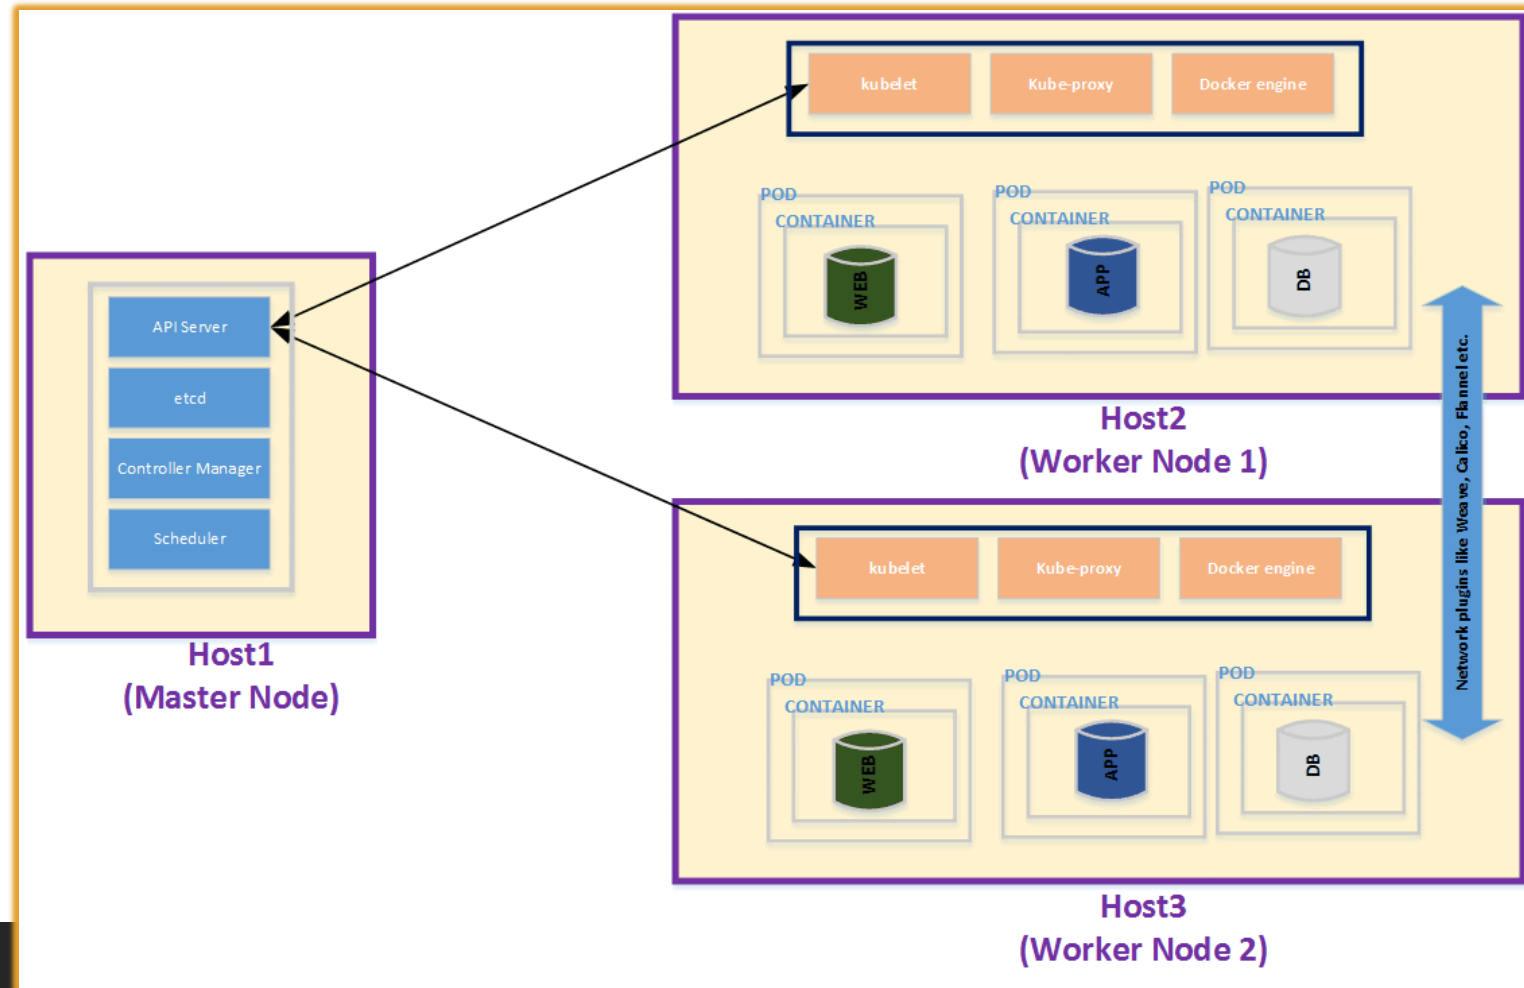 kubelet
Kube-proxy
Docker engine
POD
CONTAINER
WEB
POD
CONTAINER
APP
POD
CONTAINER
DB
Host2
(Worker Node 1)
API Server
etcd
Controller Manager
Scheduler
Host1
(Master Node)
Network plugins like Weave, Calico, Flannel etc.
kubelet
Kube-proxy
Docker engine
POD
CONTAINER
WEB
POD
CONTAINER
APP
POD
CONTAINER
DB
Host3
(Worker Node 2)